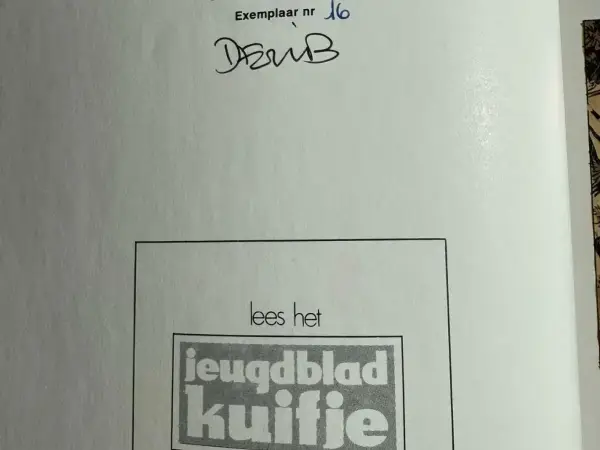 Exemplaar nr 16
DERIB
lees het
jeugdblad
kuifje